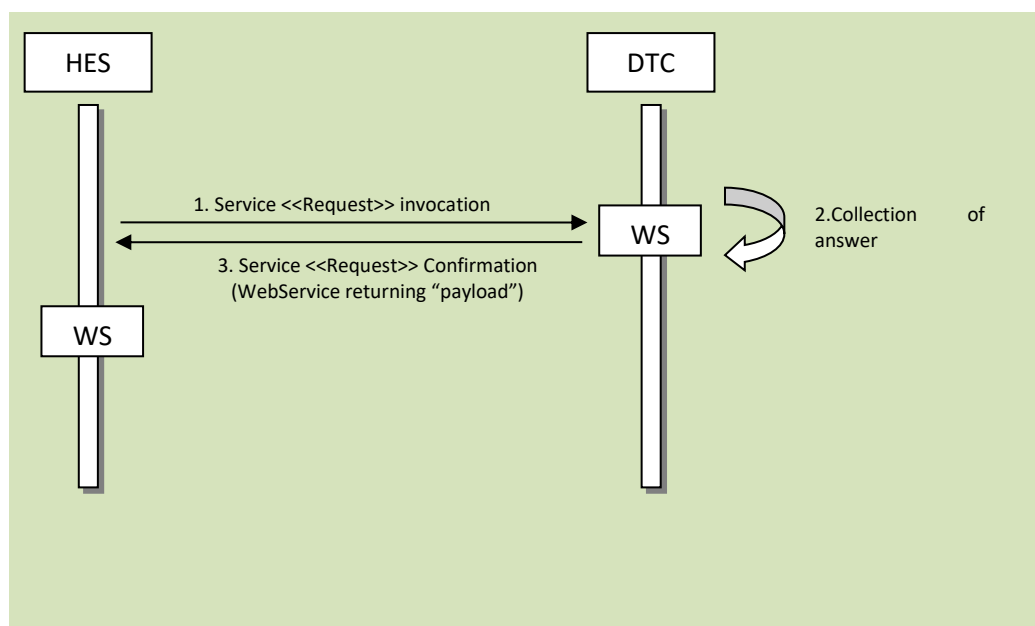 HES
DTC
1. Service <<Request>> invocation
WS
2.Collection of
answer
3. Service <<Request>> Confirmation
(WebService returning “payload”)
WS